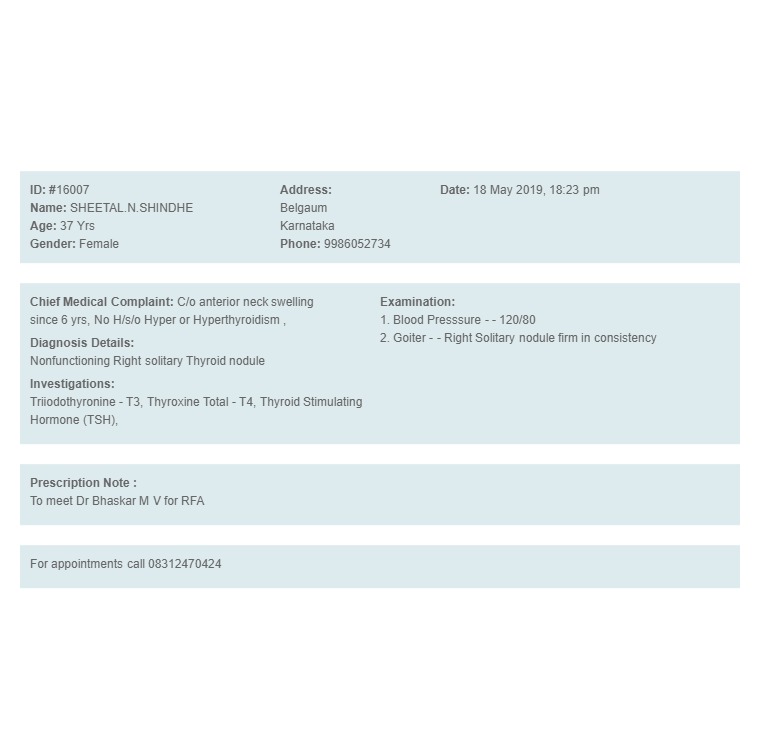 ID: #16007
Name: SHEETAL.N.SHINDHE
Age: 37 Yrs
Gender: Female
Address:
Belgaum
Karnataka
Phone: 9986052734
Date: 18 May 2019, 18:23 pm
Chief Medical Complaint: C/o anterior neck swelling
since 6 yrs, No H/s/o Hyper or Hyperthyroidism ,
Diagnosis Details:
Nonfunctioning Right solitary Thyroid nodule
Investigations:
Triiodothyronine - T3, Thyroxine Total - T4, Thyroid Stimulating
Hormone (TSH),
Examination:
1. Blood Presssure - - 120/80
2. Goiter - - Right Solitary nodule firm in consistency
Prescription Note :
To meet Dr Bhaskar M V for RFA
For appointments call 08312470424